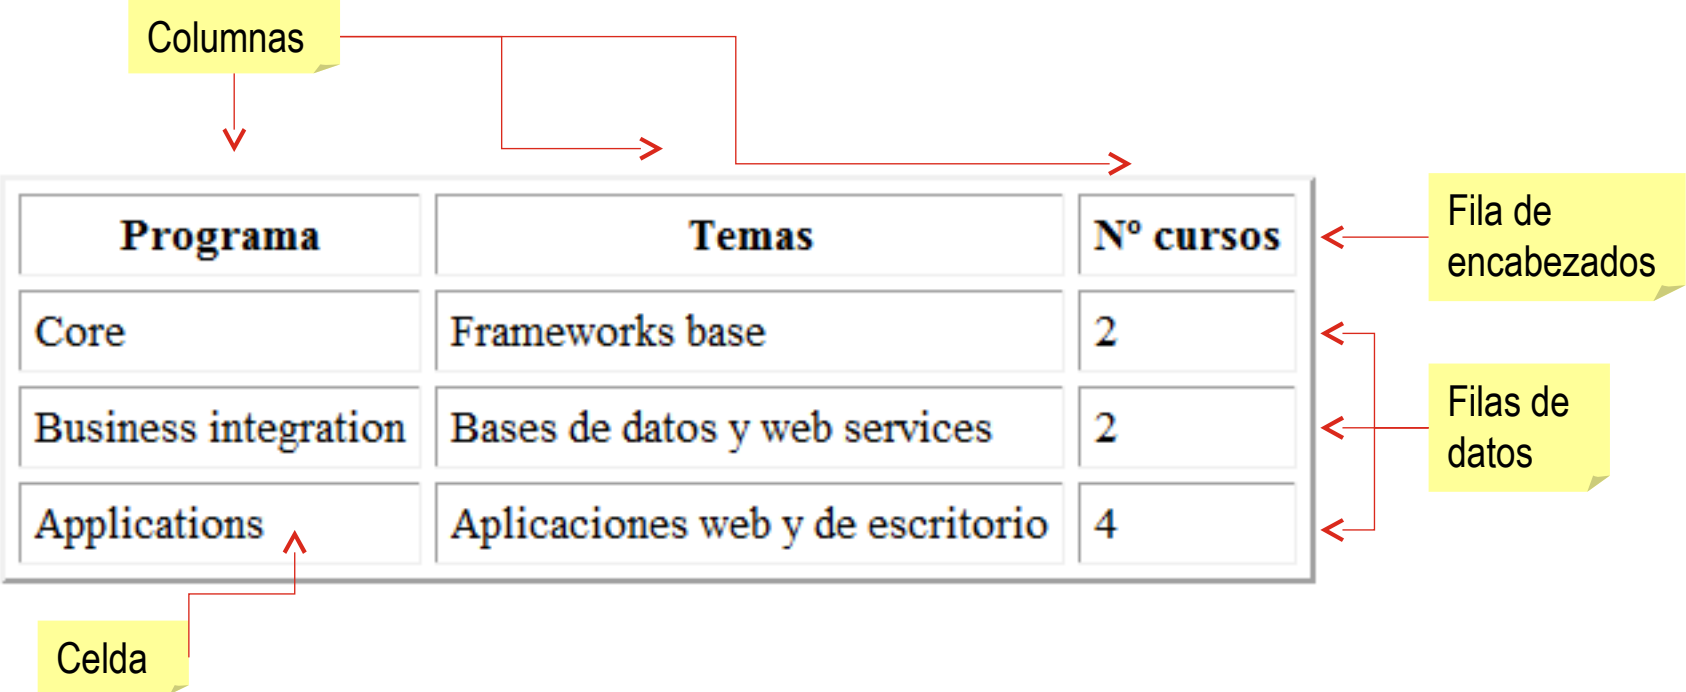 Columnas
Programa Temas Nº cursos
Fila de
encabezados
Core Frameworks base 2
Business integration Bases de datos y web services 2
Filas de
datos
Applications Aplicaciones web y de escritorio 4
Celda